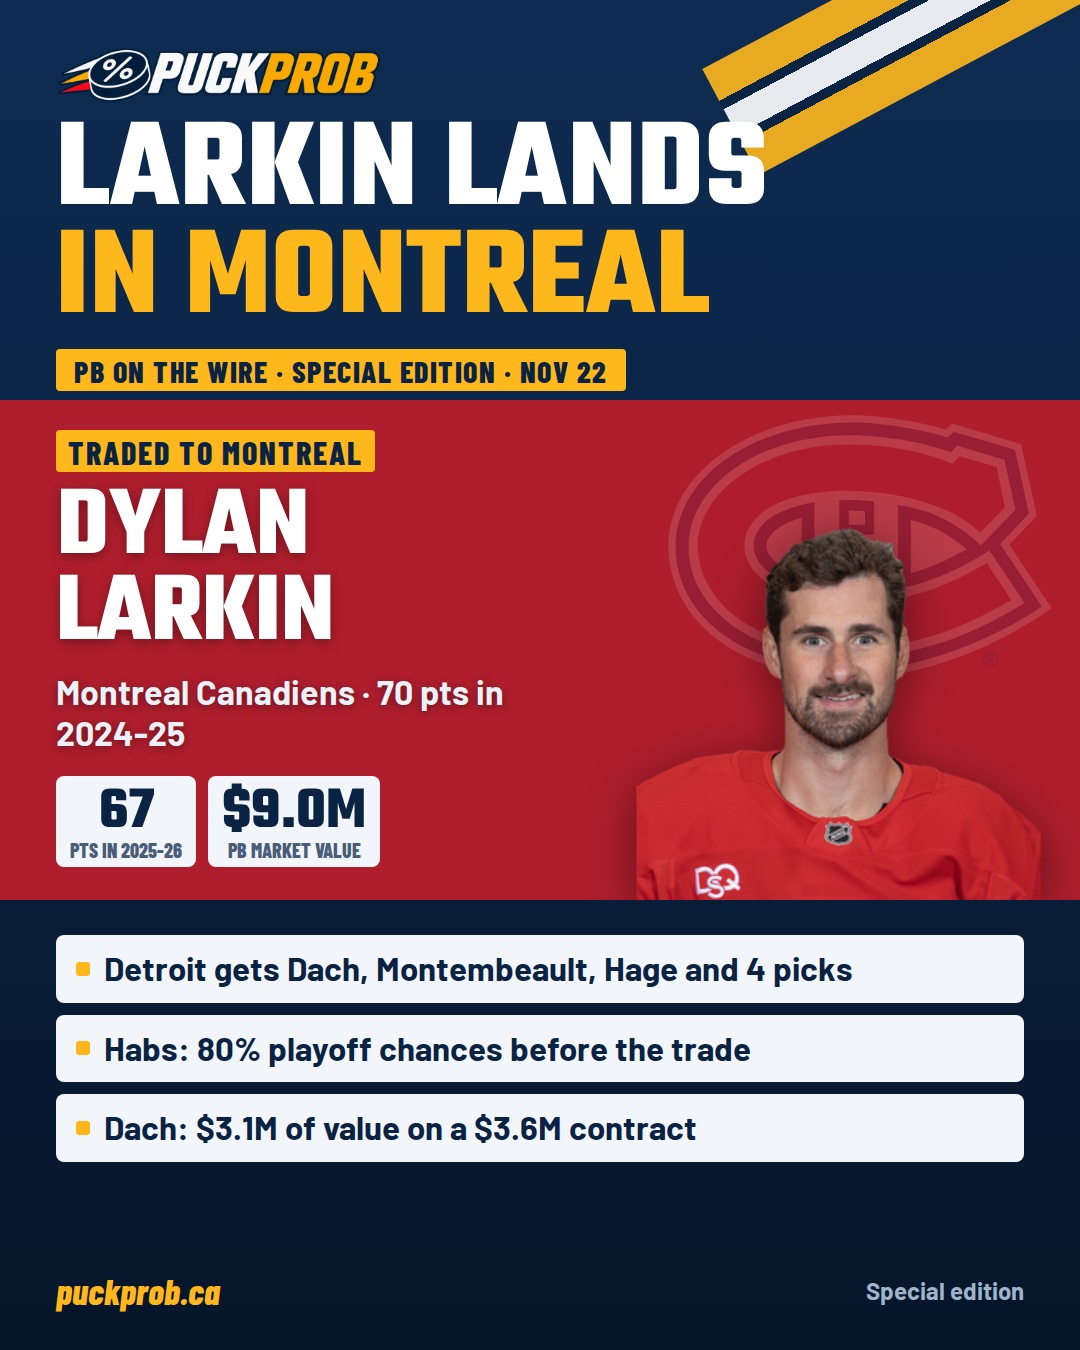 %PUCKPROB
LARKIN LANDS
IN MONTREAL
PB ON THE WIRE · SPECIAL EDITION · NOV 22
TRADED TO MONTREAL
DYLAN
LARKIN
Montreal Canadiens · 70 pts in
2024-25
67
PTS IN 2025-26
$9.0M
PB MARKET VALUE
Detroit gets Dach, Montembeault, Hage and 4 picks
Habs: 80% playoff chances before the trade
Dach: $3.1M of value on a $3.6M contract
puckprob.ca
Special edition